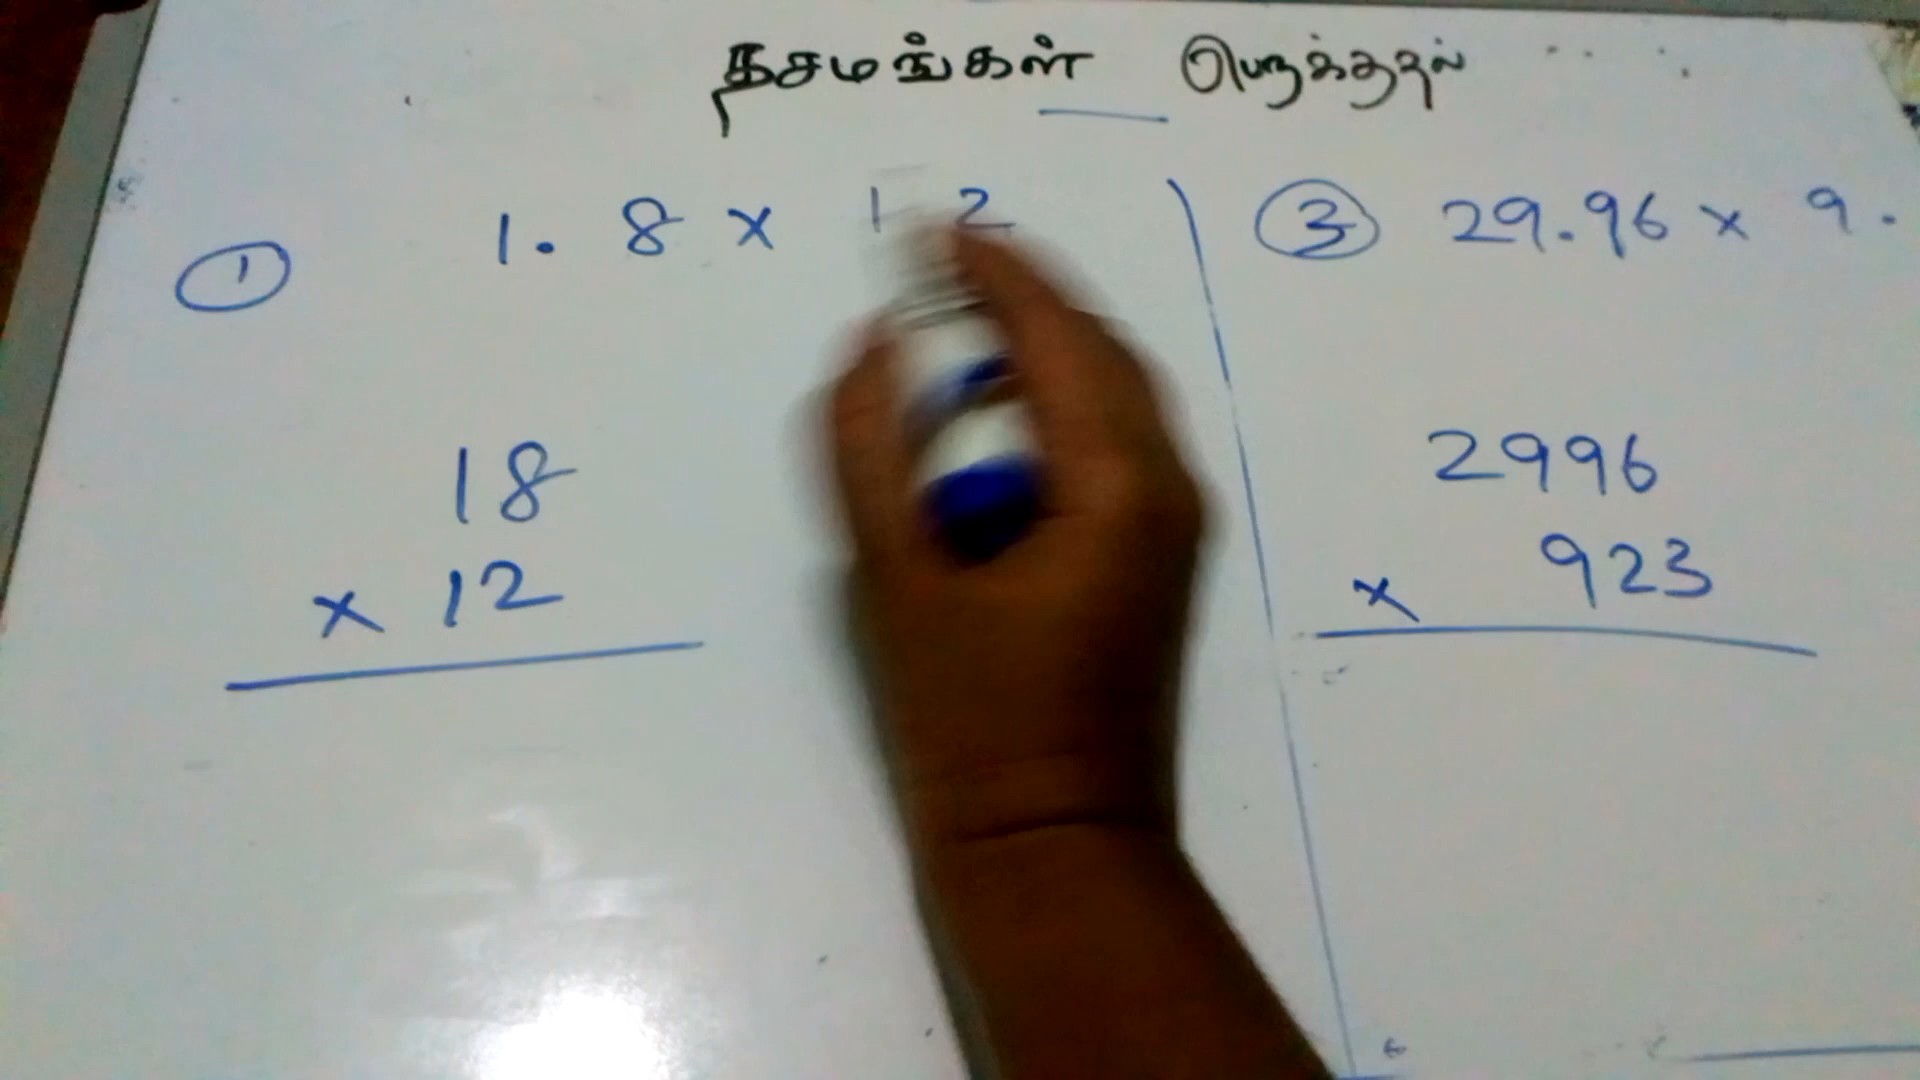 தசமங்கள் பெருக்குதல்
① 1.8 × 1 2
18
× 12
③ 29.96 × 9.
2996
× 923